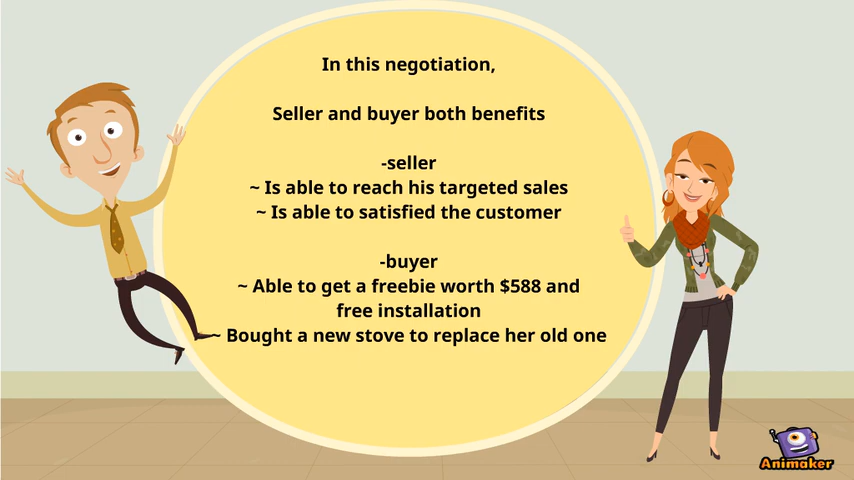 In this negotiation,
Seller and buyer both benefits
-seller
~ Is able to reach his targeted sales
~ Is able to satisfied the customer
-buyer
~ Able to get a freebie worth $588 and
free installation
~ Bought a new stove to replace her old one
Animaker